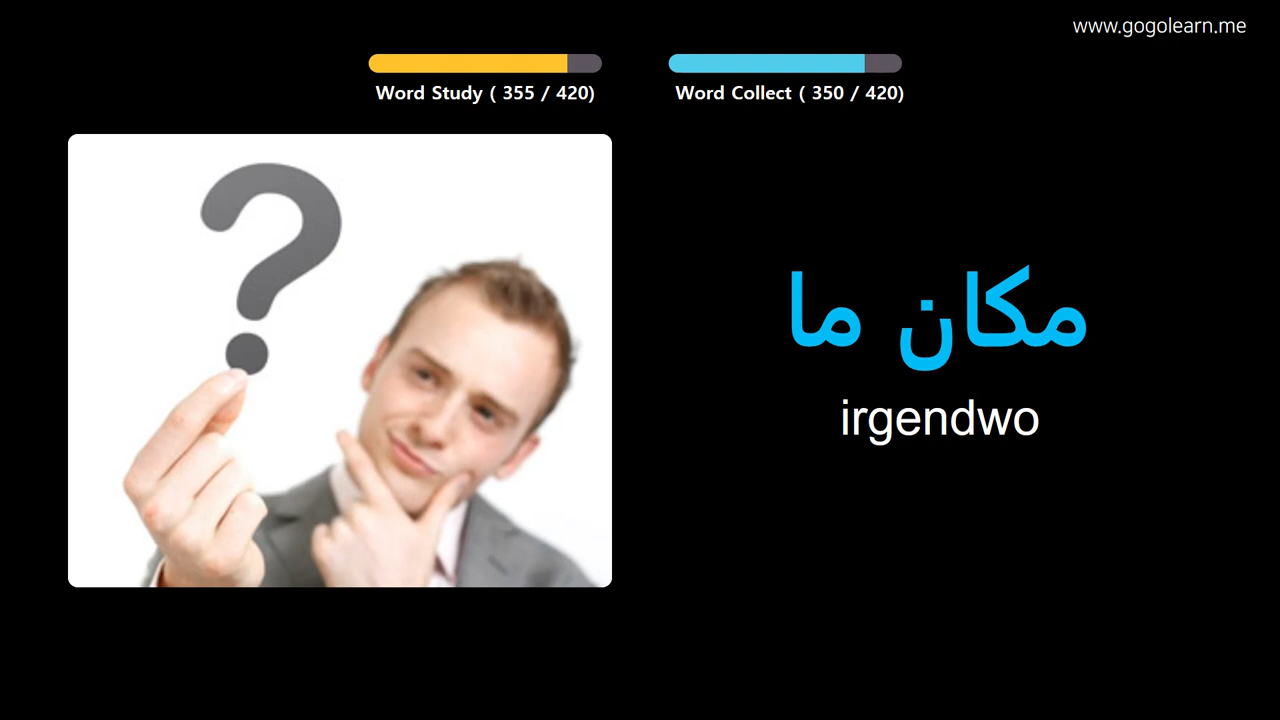 www.gogolearn.me
Word Study ( 355 / 420)
Word Collect ( 350 / 420)
مكان ما
irgendwo